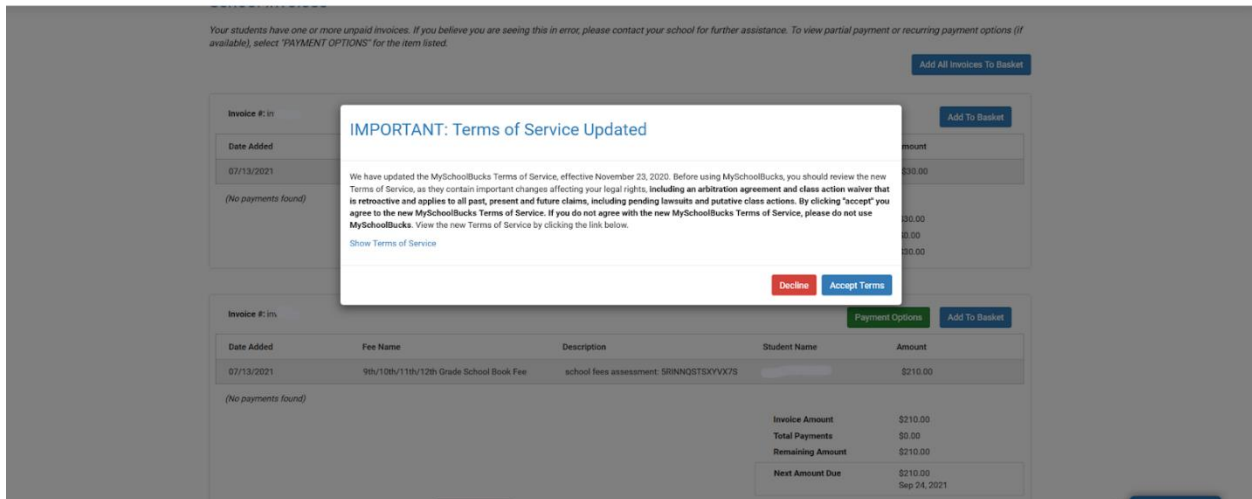 School Invoices
Your students have one or more unpaid invoices. If you believe you are seeing this in error, please contact your school for further assistance. To view partial payment or recurring payment options (if
available), select "PAYMENT OPTIONS" for the item listed.
Add All Invoices To Basket
Invoice #: in
Add To Basket
IMPORTANT: Terms of Service Updated
Date Added
mount
We have updated the MySchoolBucks Terms of Service, effective November 23, 2020. Before using MySchoolBucks, you should review the new
07/13/2021
$30.00
Terms of Service, as they contain important changes affecting your legal rights, including an arbitration agreement and class action waiver that
is retroactive and applies to all past, present and future claims, including pending lawsuits and putative class actions. By clicking "accept" you
(No payments found)
agree to the new MySchoolBucks Terms of Service. If you do not agree with the new MySchoolBucks Terms of Service, please do not use
$30.00
MySchoolBucks. View the new Terms of Service by clicking the link below.
$0.00
Show Terms of Service
$30.00
Decline Accept Terms
Invoice #: inv
Payment Options Add To Basket
Date Added Fee Name Description Student Name Amount
07/13/2021 9th/10th/11th/12th Grade School Book Fee school fees assessment: 5RINNQSTSXYVX7S $210.00
(No payments found)
Invoice Amount $210.00
Total Payments $0.00
Remaining Amount $210.00
Next Amount Due $210.00
Sep 24, 2021